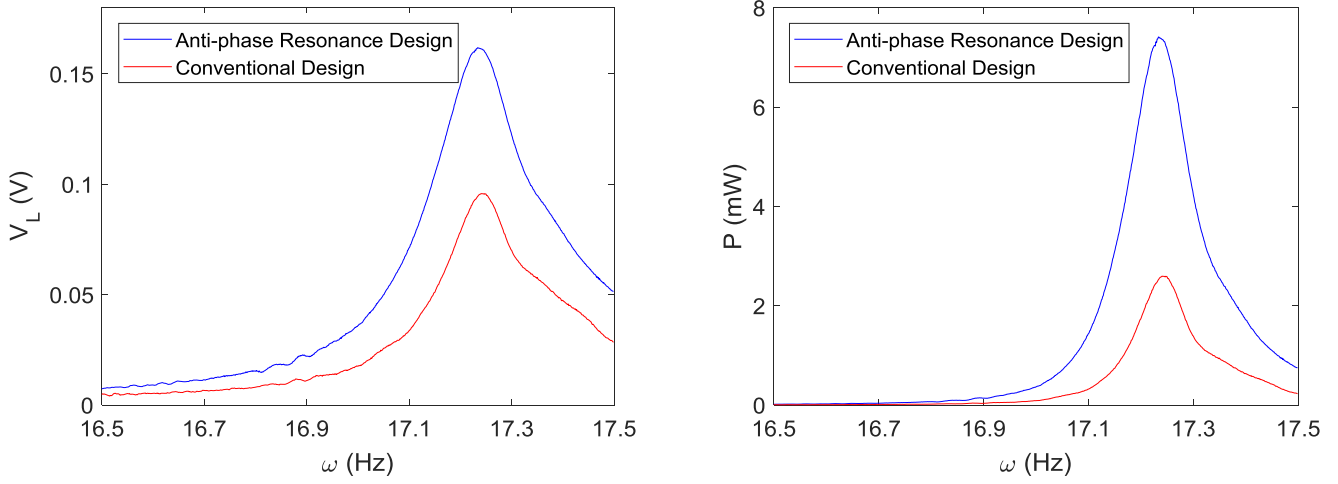 Anti-phase Resonance Design
Conventional Design
0.15
0.1
0.05
0
V_L (V)
16.5 16.7 16.9 17.1 17.3 17.5
ω (Hz)
Anti-phase Resonance Design
Conventional Design
8
6
4
2
0
P (mW)
16.5 16.7 16.9 17.1 17.3 17.5
ω (Hz)